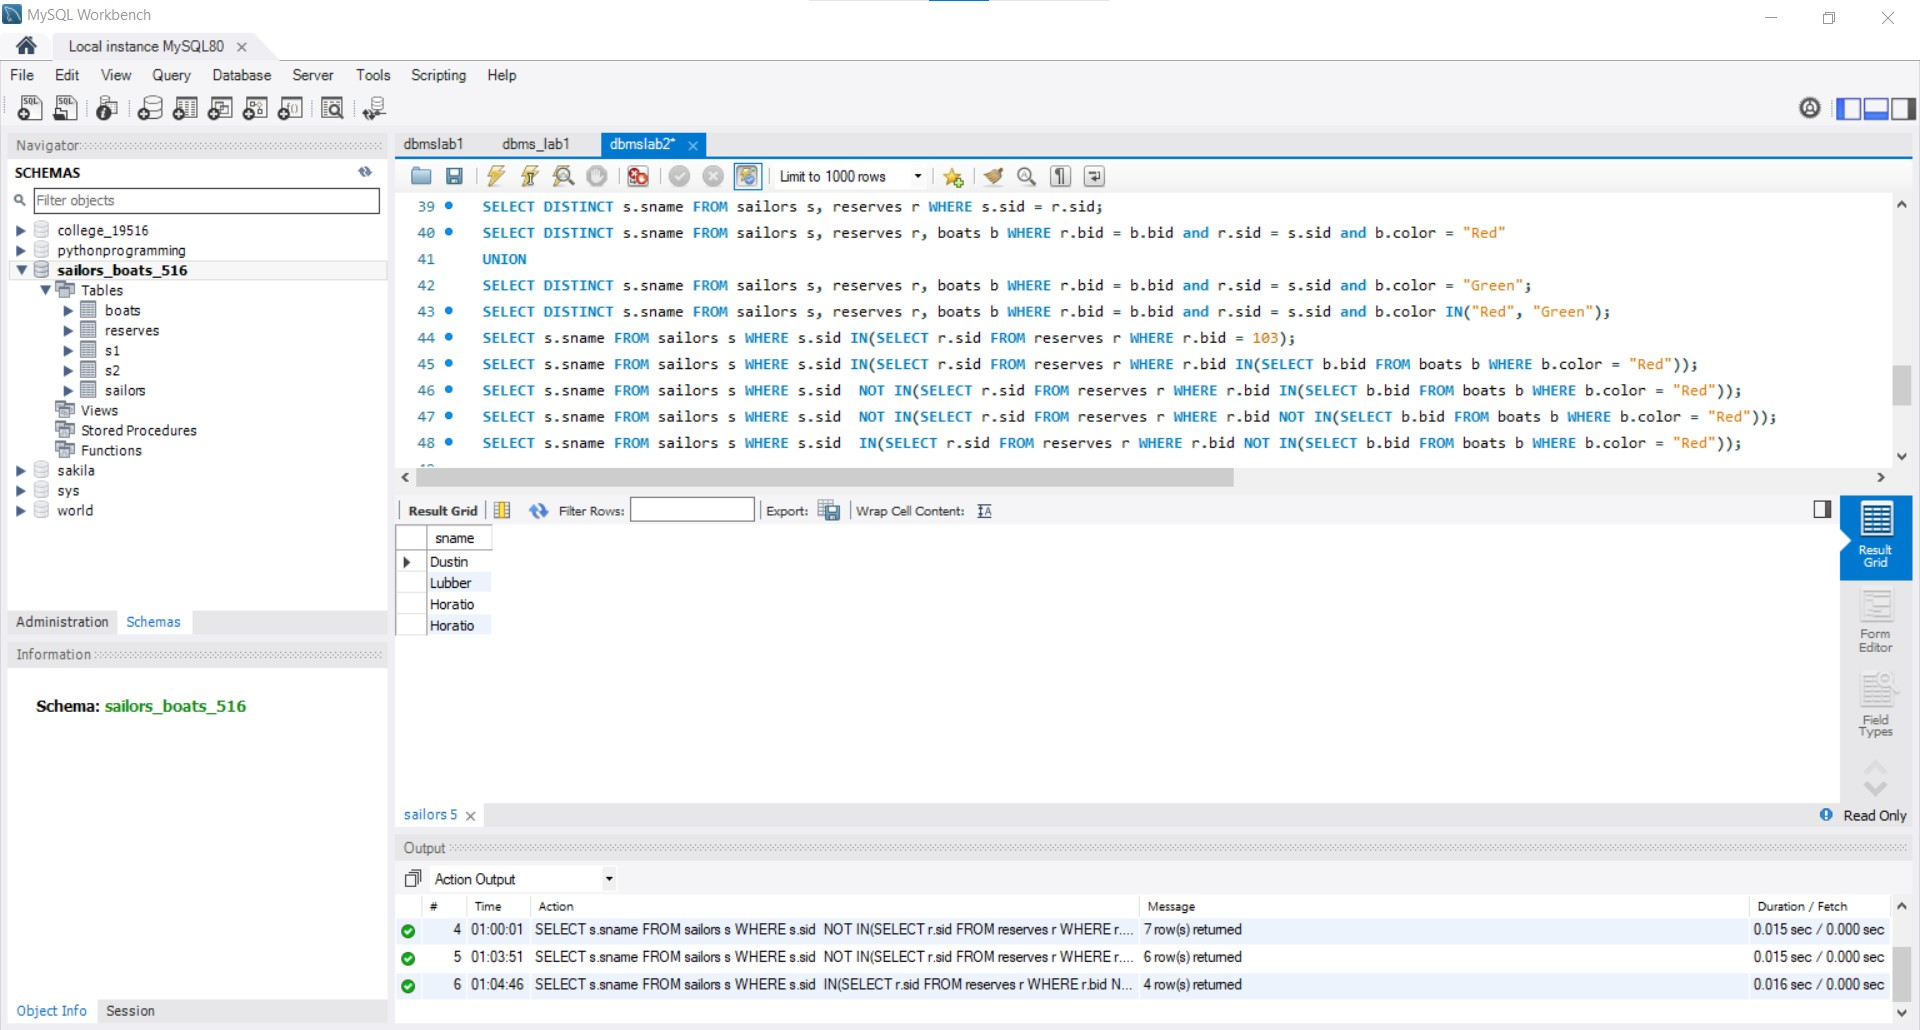 MySQL Workbench
Local instance MySQL80
File Edit View Query Database Server Tools Scripting Help
Navigator
SCHEMAS
Filter objects
college_19516
pythonprogramming
sailors_boats_516
Tables
boats
reserves
s1
s2
sailors
Views
Stored Procedures
Functions
sakila
sys
world
Administration Schemas
Information
Schema: sailors_boats_516
Object Info Session
dbmslab1 dbms_lab1 dbmslab2*
Limit to 1000 rows
39 SELECT DISTINCT s.sname FROM sailors s, reserves r WHERE s.sid = r.sid;
40 SELECT DISTINCT s.sname FROM sailors s, reserves r, boats b WHERE r.bid = b.bid and r.sid = s.sid and b.color = "Red"
41 UNION
42 SELECT DISTINCT s.sname FROM sailors s, reserves r, boats b WHERE r.bid = b.bid and r.sid = s.sid and b.color = "Green";
43 SELECT DISTINCT s.sname FROM sailors s, reserves r, boats b WHERE r.bid = b.bid and r.sid = s.sid and b.color IN("Red", "Green");
44 SELECT s.sname FROM sailors s WHERE s.sid IN(SELECT r.sid FROM reserves r WHERE r.bid = 103);
45 SELECT s.sname FROM sailors s WHERE s.sid IN(SELECT r.sid FROM reserves r WHERE r.bid IN(SELECT b.bid FROM boats b WHERE b.color = "Red"));
46 SELECT s.sname FROM sailors s WHERE s.sid  NOT IN(SELECT r.sid FROM reserves r WHERE r.bid IN(SELECT b.bid FROM boats b WHERE b.color = "Red"));
47 SELECT s.sname FROM sailors s WHERE s.sid  NOT IN(SELECT r.sid FROM reserves r WHERE r.bid NOT IN(SELECT b.bid FROM boats b WHERE b.color = "Red"));
48 SELECT s.sname FROM sailors s WHERE s.sid  IN(SELECT r.sid FROM reserves r WHERE r.bid NOT IN(SELECT b.bid FROM boats b WHERE b.color = "Red"));
Result Grid Filter Rows: Export: Wrap Cell Content:
sname
Dustin
Lubber
Horatio
Horatio
Result
Grid
Form
Editor
Field
Types
sailors 5
Read Only
Output
Action Output
# Time Action Message Duration / Fetch
4 01:00:01 SELECT s.sname FROM sailors s WHERE s.sid  NOT IN(SELECT r.sid FROM reserves r WHERE r.... 7 row(s) returned 0.015 sec / 0.000 sec
5 01:03:51 SELECT s.sname FROM sailors s WHERE s.sid  NOT IN(SELECT r.sid FROM reserves r WHERE r.... 6 row(s) returned 0.015 sec / 0.000 sec
6 01:04:46 SELECT s.sname FROM sailors s WHERE s.sid  IN(SELECT r.sid FROM reserves r WHERE r.bid N... 4 row(s) returned 0.016 sec / 0.000 sec